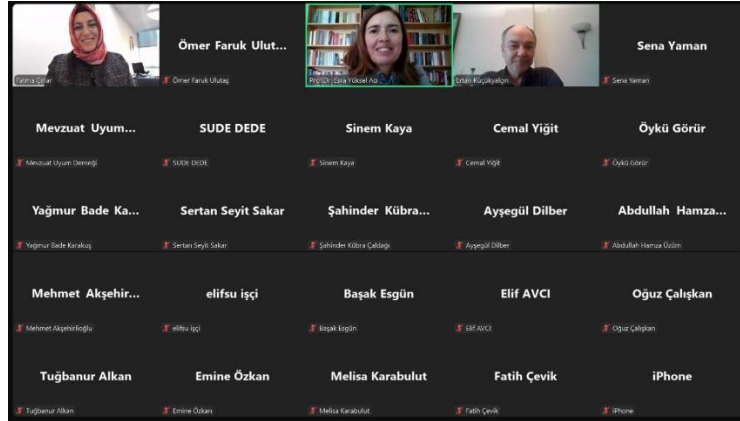 Fatma Çınar
Ömer Faruk Ulut...
Ömer Faruk Ulutaş
Prof.Dr. Esra Yüksel Acı
Ertan Küçükyalçın
Sena Yaman
Sena Yaman
Mevzuat Uyum...
Mevzuat Uyum Derneği
SUDE DEDE
SUDE DEDE
Sinem Kaya
Sinem Kaya
Cemal Yiğit
Cemal Yiğit
Öykü Görür
Öykü Görür
Yağmur Bade Ka...
Yağmur Bade Karakuş
Sertan Seyit Sakar
Sertan Seyit Sakar
Şahinder Kübra...
Şahinder Kübra Çaldağı
Ayşegül Dilber
Ayşegül Dilber
Abdullah Hamza...
Abdullah Hamza Üzüm
Mehmet Akşehir...
Mehmet Akşehirlioğlu
elifsu işçi
elifsu işçi
Başak Esgün
Başak Esgün
Elif AVCI
Elif AVCI
Oğuz Çalışkan
Oğuz Çalışkan
Tuğbanur Alkan
Tuğbanur Alkan
Emine Özkan
Emine Özkan
Melisa Karabulut
Melisa Karabulut
Fatih Çevik
Fatih Çevik
iPhone
iPhone